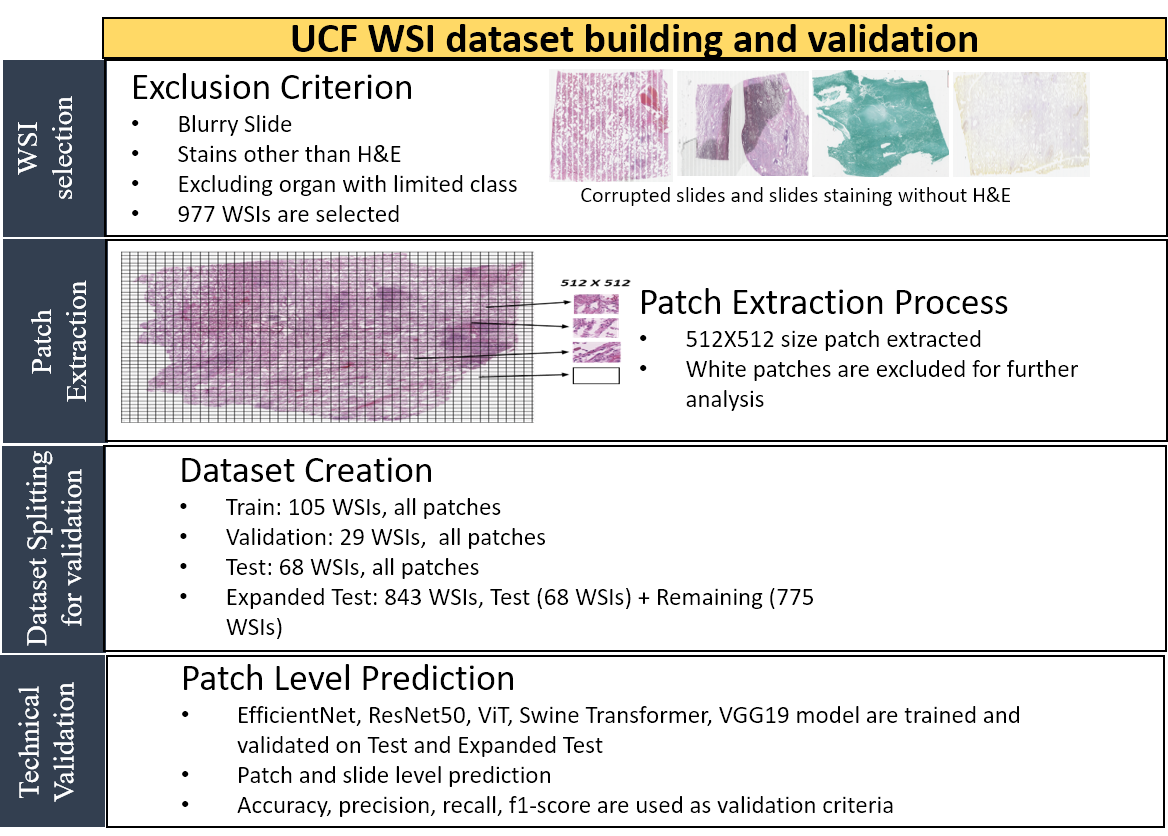 UCF WSI dataset building and validation
WSI
selection
Exclusion Criterion
• Blurry Slide
• Stains other than H&E
• Excluding organ with limited class
• 977 WSIs are selected
Corrupted slides and slides staining without H&E
Patch
Extraction
512 X 512
Patch Extraction Process
• 512X512 size patch extracted
• White patches are excluded for further
analysis
Dataset Splitting
for validation
Dataset Creation
• Train: 105 WSIs, all patches
• Validation: 29 WSIs, all patches
• Test: 68 WSIs, all patches
• Expanded Test: 843 WSIs, Test (68 WSIs) + Remaining (775
WSIs)
Technical
Validation
Patch Level Prediction
• EfficientNet, ResNet50, ViT, Swine Transformer, VGG19 model are trained and
validated on Test and Expanded Test
• Patch and slide level prediction
• Accuracy, precision, recall, f1-score are used as validation criteria